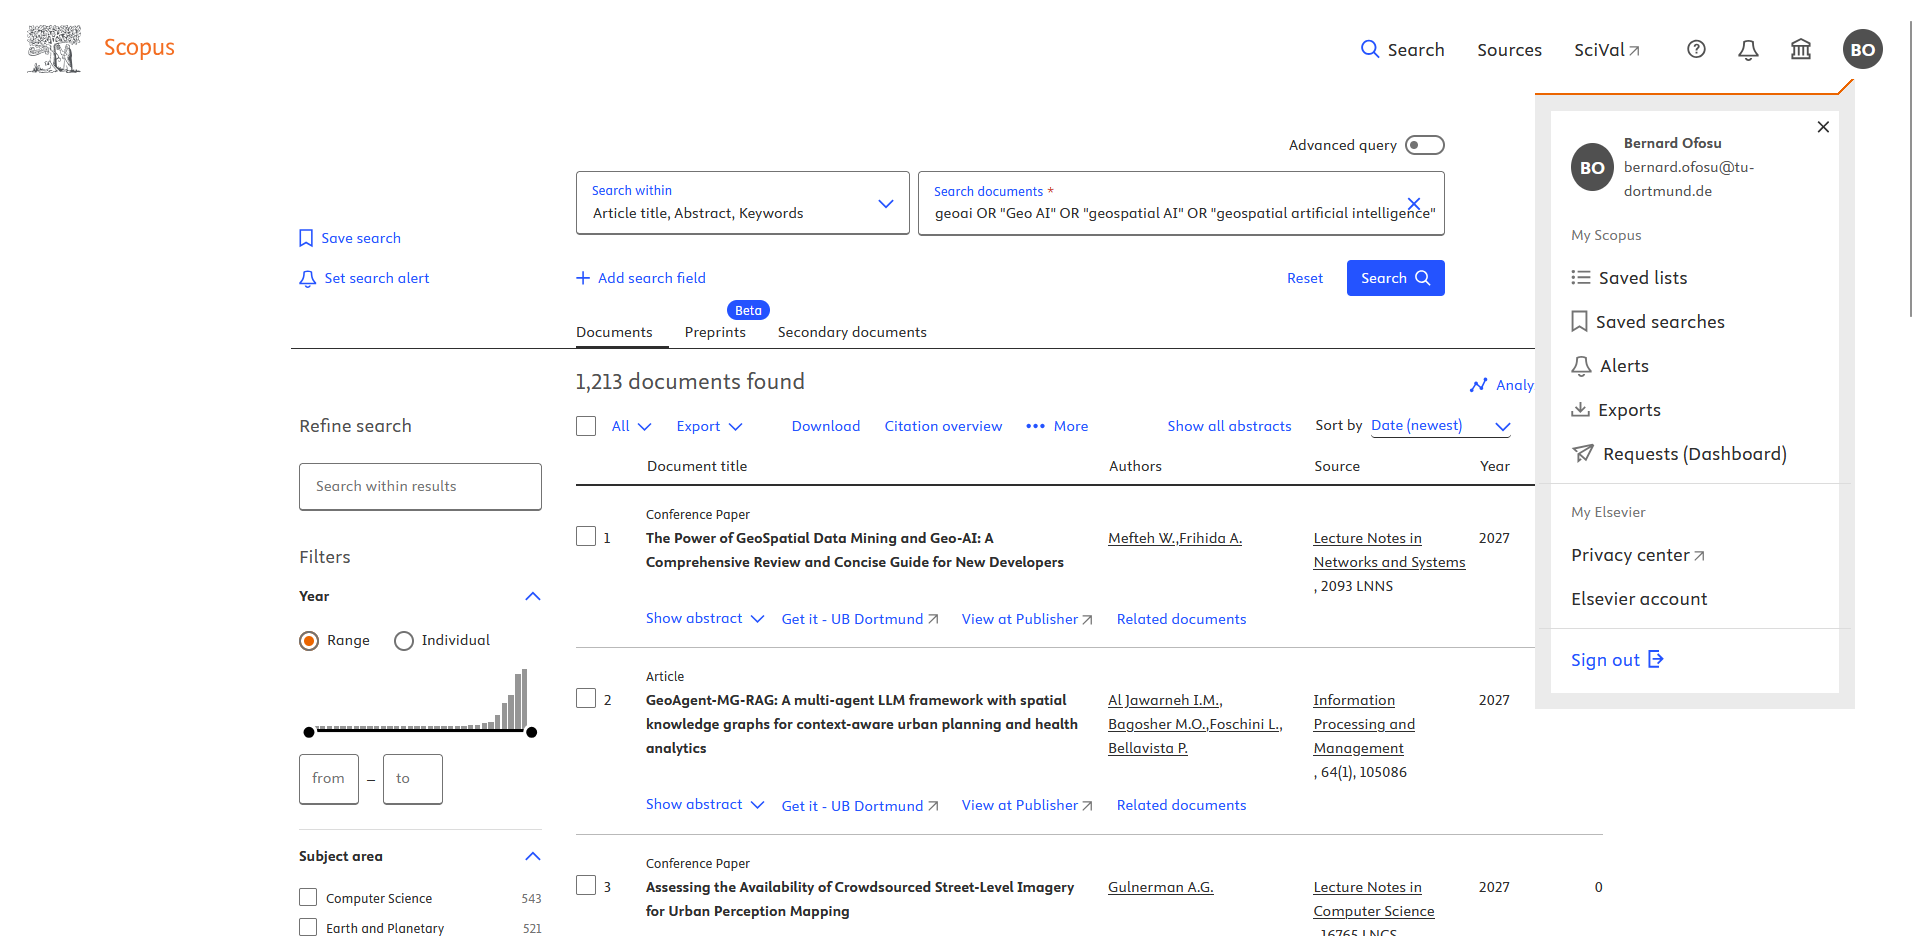 Scopus
Search
Sources
SciVal
BO
Advanced query
Search within
Article title, Abstract, Keywords
Search documents *
geoai OR "Geo AI" OR "geospatial AI" OR "geospatial artificial intelligence"
Save search
Set search alert
Add search field
Reset
Search
Beta
Documents
Preprints
Secondary documents
1,213 documents found
Analy
All
Export
Download
Citation overview
More
Show all abstracts
Sort by
Date (newest)
Document title
Authors
Source
Year
Refine search
Search within results
Filters
Year
Range
Individual
from
–
to
Subject area
Computer Science
543
Earth and Planetary
521
1
Conference Paper
The Power of GeoSpatial Data Mining and Geo-AI: A
Comprehensive Review and Concise Guide for New Developers
Mefteh W.,Frihida A.
Lecture Notes in
Networks and Systems
, 2093 LNNS
2027
Show abstract
Get it - UB Dortmund
View at Publisher
Related documents
2
Article
GeoAgent-MG-RAG: A multi-agent LLM framework with spatial
knowledge graphs for context-aware urban planning and health
analytics
Al Jawarneh I.M.,
Bagosher M.O.,Foschini L.,
Bellavista P.
Information
Processing and
Management
, 64(1), 105086
2027
Show abstract
Get it - UB Dortmund
View at Publisher
Related documents
3
Conference Paper
Assessing the Availability of Crowdsourced Street-Level Imagery
for Urban Perception Mapping
Gulnerman A.G.
Lecture Notes in
Computer Science
, 16765 LNCS
2027
0
BO
Bernard Ofosu
bernard.ofosu@tu-
dortmund.de
My Scopus
Saved lists
Saved searches
Alerts
Exports
Requests (Dashboard)
My Elsevier
Privacy center
Elsevier account
Sign out